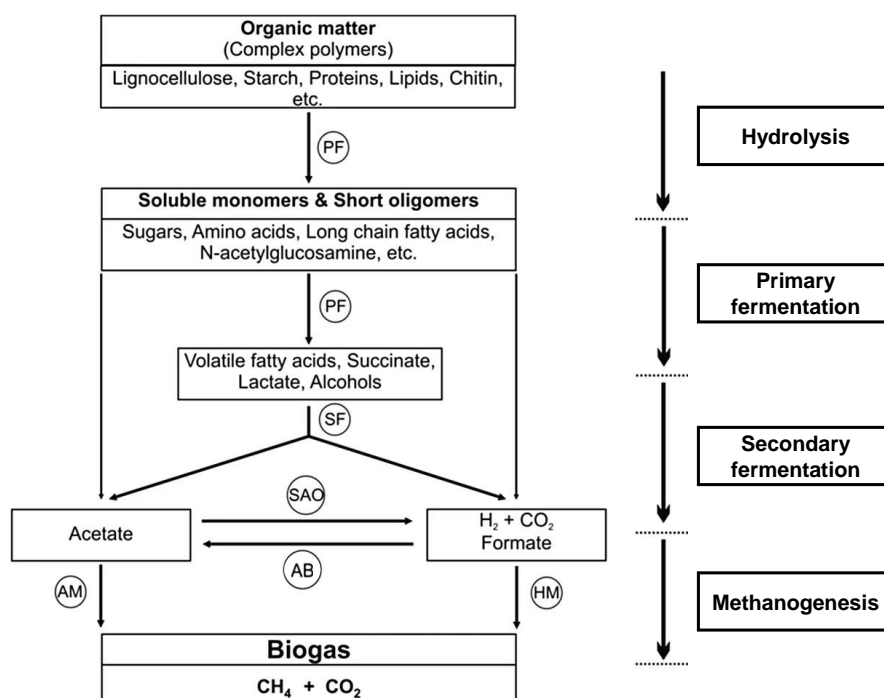 Organic matter
(Complex polymers)
Lignocellulose, Starch, Proteins, Lipids, Chitin,
etc.
PF
Hydrolysis
Soluble monomers & Short oligomers
Sugars, Amino acids, Long chain fatty acids,
N-acetylglucosamine, etc.
PF
Primary
fermentation
Volatile fatty acids, Succinate,
Lactate, Alcohols
SF
Secondary
fermentation
SAO
Acetate
H₂ + CO₂
Formate
AB
AM
HM
Methanogenesis
Biogas
CH₄ + CO₂